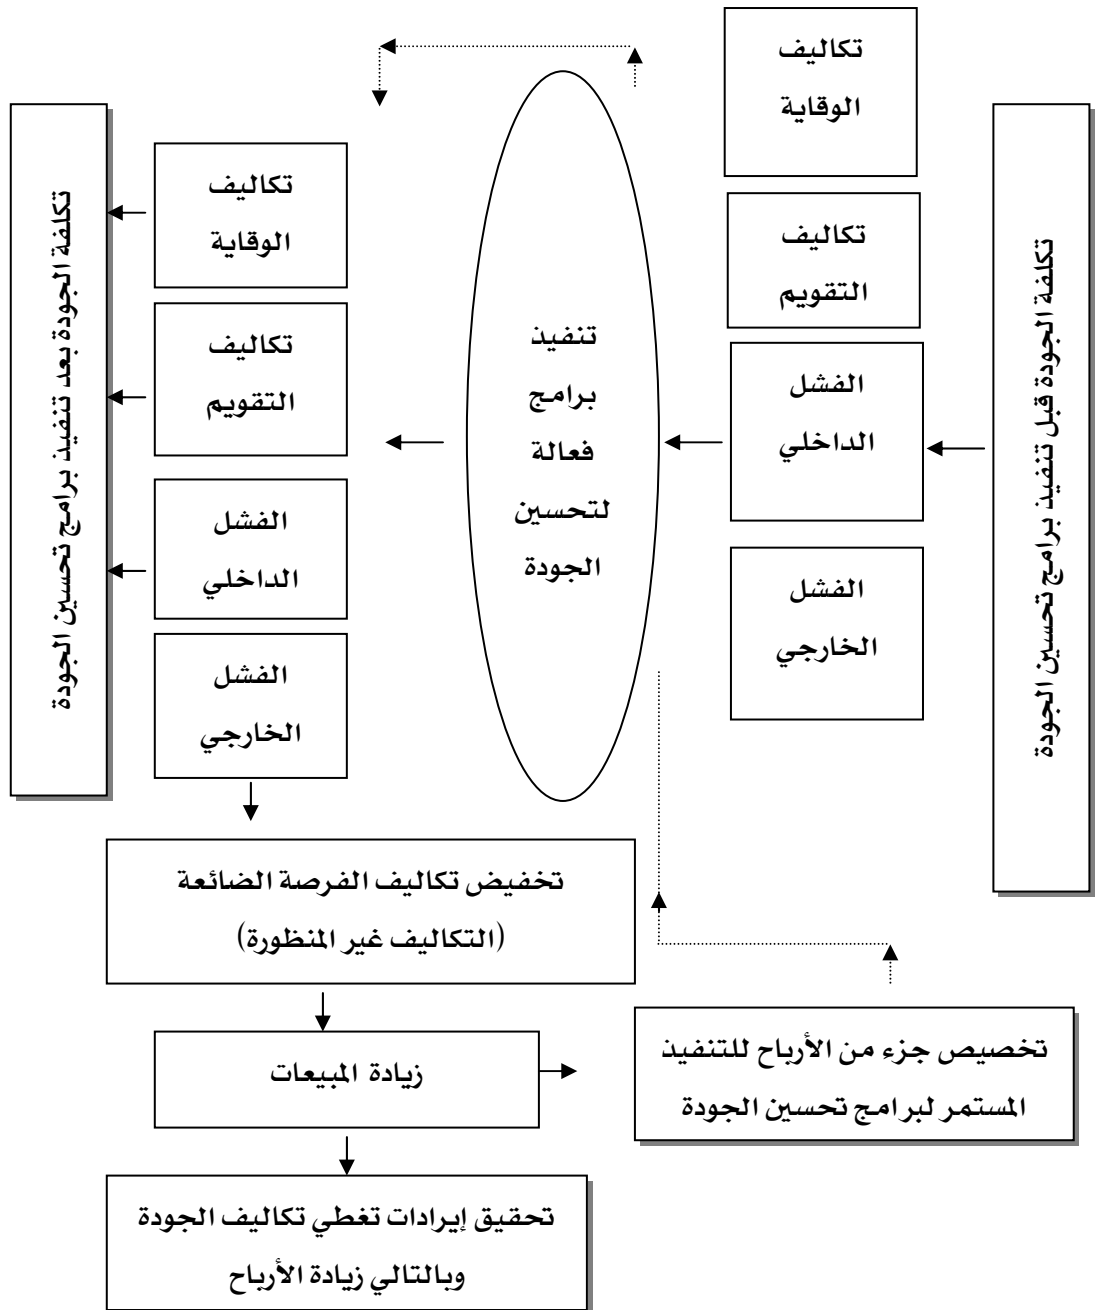 تكلفة الجودة قبل تنفيذ برامج تحسين الجودة
تكاليف
الوقاية
تكاليف
التقويم
الفشل
الداخلي
الفشل
الخارجي
تنفيذ
برامج
فعالة
لتحسين
الجودة
تكاليف
الوقاية
تكاليف
التقويم
الفشل
الداخلي
الفشل
الخارجي
تكلفة الجودة بعد تنفيذ برامج تحسين الجودة
تخفيض تكاليف الفرصة الضائعة
(التكاليف غير المنظورة)
زيادة المبيعات
تخصيص جزء من الأرباح للتنفيذ
المستمر لبرامج تحسين الجودة
تحقيق إيرادات تغطي تكاليف الجودة
وبالتالي زيادة الأرباح